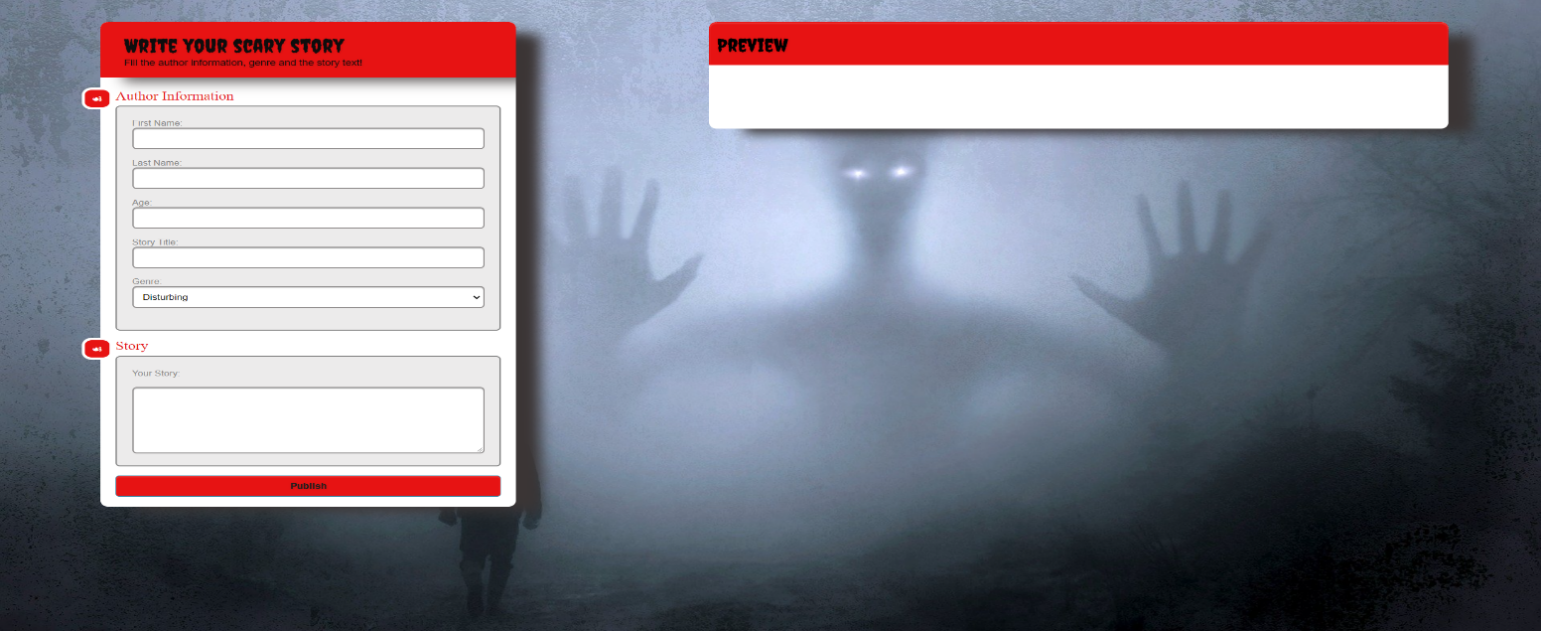 WRITE YOUR SCARY STORY
Fill the author information, genre and the story text!
Author Information
First Name:
Last Name:
Age:
Story Title:
Genre:
Disturbing
Story
Your Story:
Publish
PREVIEW